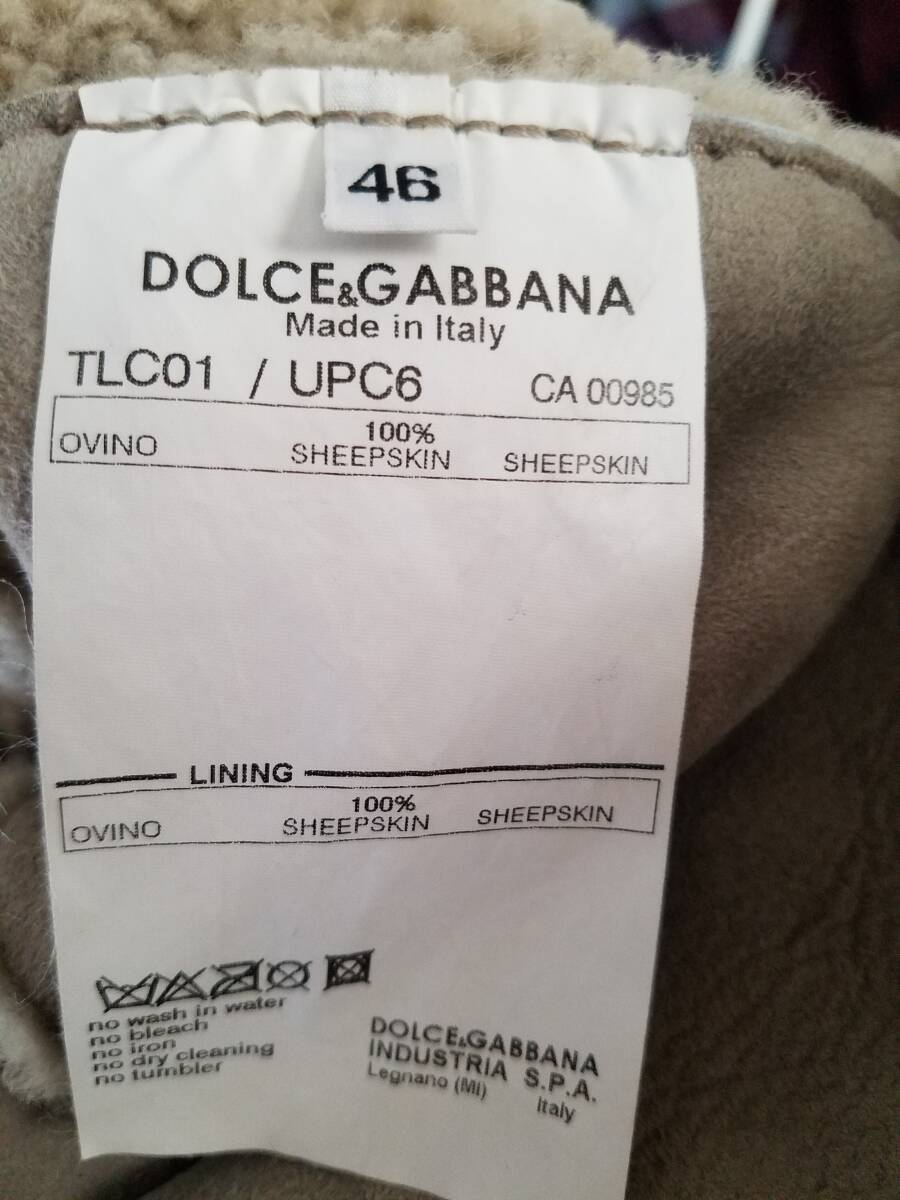 46
DOLCE&GABBANA
Made in Italy
TLC01 / UPC6 CA 00985
OVINO 100% SHEEPSKIN SHEEPSKIN
LINING
OVINO 100% SHEEPSKIN SHEEPSKIN
no wash in water
no bleach
no iron
no dry cleaning
no tumbler
DOLCE&GABBANA
INDUSTRIA S.P.A.
Legnano (MI)
Italy